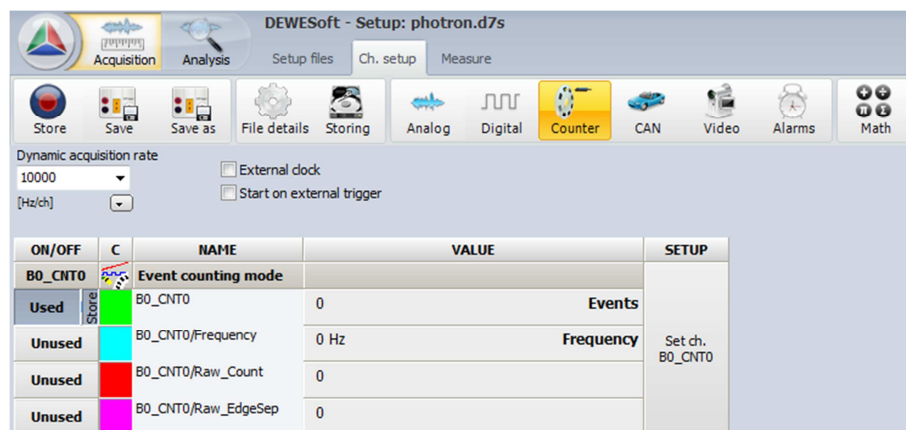 DEWESoft - Setup: photron.d7s
Acquisition Analysis Setup files Ch. setup Measure
Store Save Save as File details Storing Analog Digital Counter CAN Video Alarms Math
Dynamic acquisition rate
10000
[Hz/ch]
External clock
Start on external trigger
ON/OFF C NAME VALUE SETUP
B0_CNT0 Event counting mode
Used Store B0_CNT0 0 Events
Unused B0_CNT0/Frequency 0 Hz Frequency
Set ch.
B0_CNT0
Unused B0_CNT0/Raw_Count 0
Unused B0_CNT0/Raw_EdgeSep 0